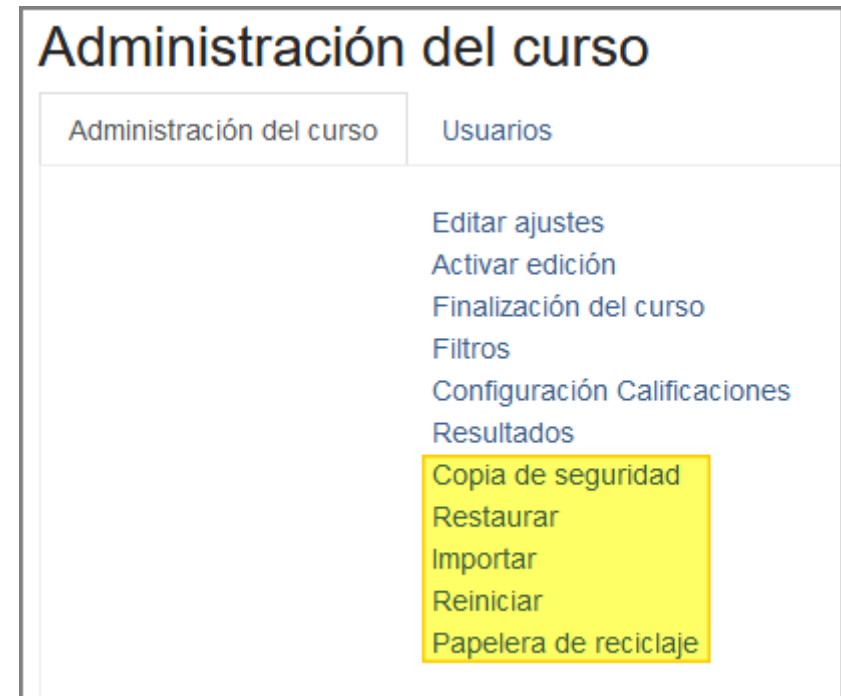 Administración del curso
Administración del curso
Usuarios
Editar ajustes
Activar edición
Finalización del curso
Filtros
Configuración Calificaciones
Resultados
Copia de seguridad
Restaurar
Importar
Reiniciar
Papelera de reciclaje